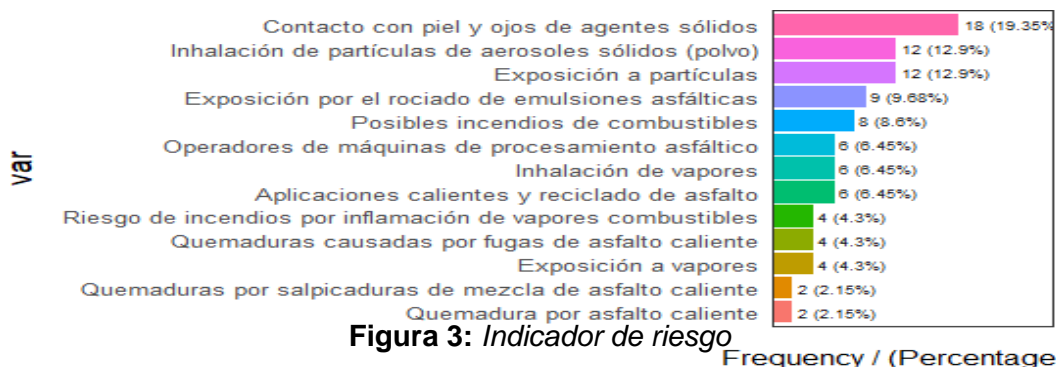 Contacto con piel y ojos de agentes sólidos 18 (19.35%
Inhalación de partículas de aerosoles sólidos (polvo) 12 (12.9%)
Exposición a partículas 12 (12.9%)
Exposición por el rociado de emulsiones asfálticas 9 (9.68%)
Posibles incendios de combustibles 8 (8.6%)
Operadores de máquinas de procesamiento asfáltico 6 (6.45%)
Inhalación de vapores 6 (6.45%)
Aplicaciones calientes y reciclado de asfalto 6 (6.45%)
Riesgo de incendios por inflamación de vapores combustibles 4 (4.3%)
Quemaduras causadas por fugas de asfalto caliente 4 (4.3%)
Exposición a vapores 4 (4.3%)
Quemaduras por salpicaduras de mezcla de asfalto caliente 2 (2.15%)
Quemadura por asfalto caliente 2 (2.15%)
var
Figura 3: Indicador de riesgo
Frequency / (Percentage